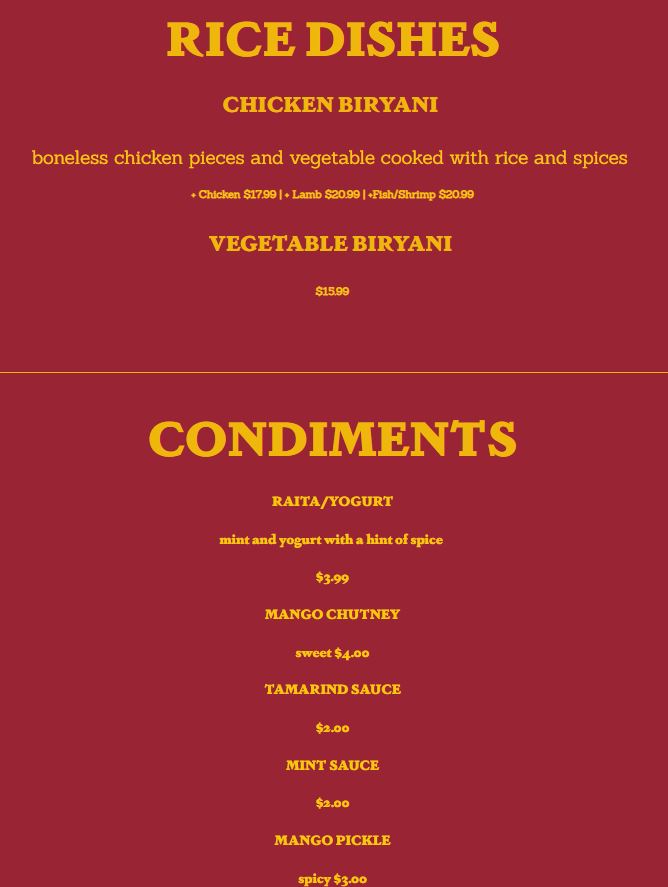 RICE DISHES
CHICKEN BIRYANI
boneless chicken pieces and vegetable cooked with rice and spices
+ Chicken $17.99 | + Lamb $20.99 | +Fish/Shrimp $20.99
VEGETABLE BIRYANI
$15.99
CONDIMENTS
RAITA/YOGURT
mint and yogurt with a hint of spice
$3.99
MANGO CHUTNEY
sweet $4.00
TAMARIND SAUCE
$2.00
MINT SAUCE
$2.00
MANGO PICKLE
spicy $3.00